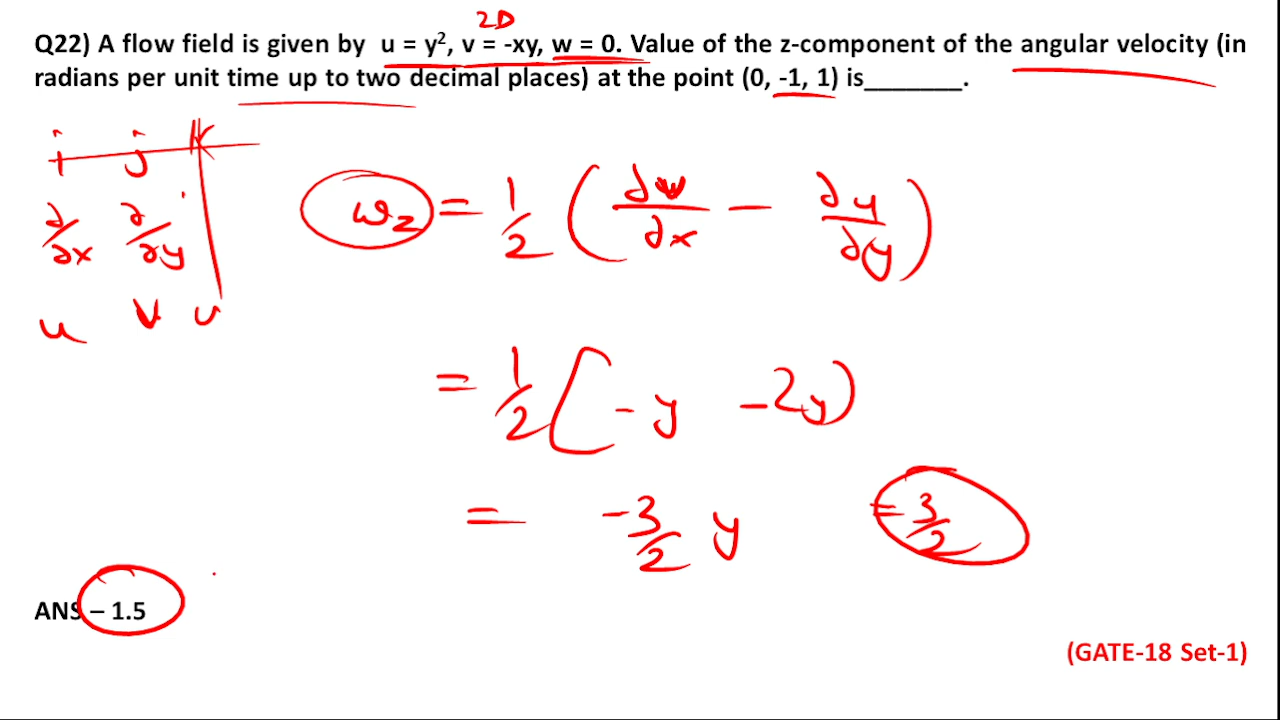 2D
Q22) A flow field is given by u = y², v = -xy, w = 0. Value of the z-component of the angular velocity (in
radians per unit time up to two decimal places) at the point (0, -1, 1) is_______.
i j k
ω_z = 1/2 (∂v/∂x − ∂u/∂y)
∂/∂x ∂/∂y
u v
= 1/2 [ -y -2y)
= -3/2 y = 3/2
ANS – 1.5
(GATE-18 Set-1)